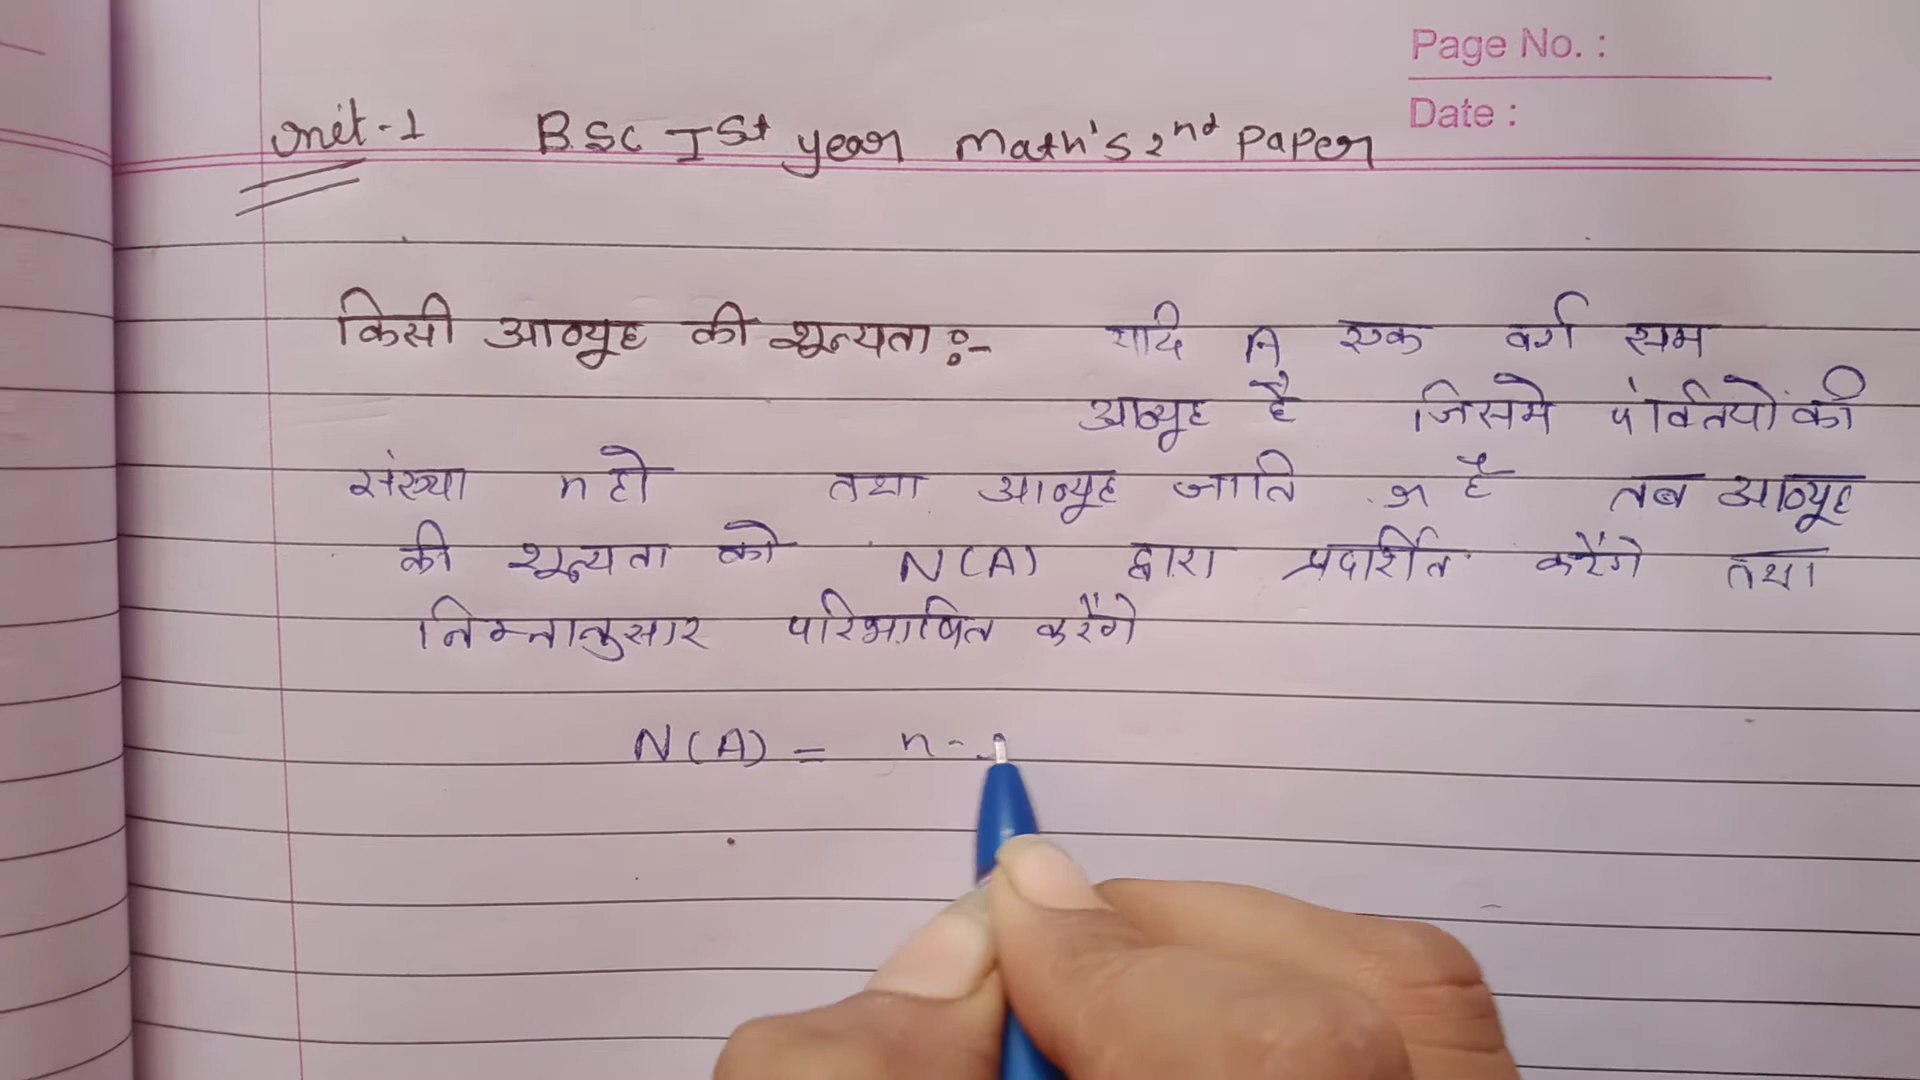 Page No. :
Date :
Unit-1 BSC Ist year math's 2nd paper
किसी आव्यूह की शून्यता :- यदि A एक वर्ग सम
आव्यूह है जिसमे पंक्तियों की
संख्या n हो तथा आव्यूह जाति r है तब आव्यूह
की शून्यता को N(A) द्वारा प्रदर्शित करेंगे तथा
निम्नानुसार परिभाषित करेंगे
N(A) = n -